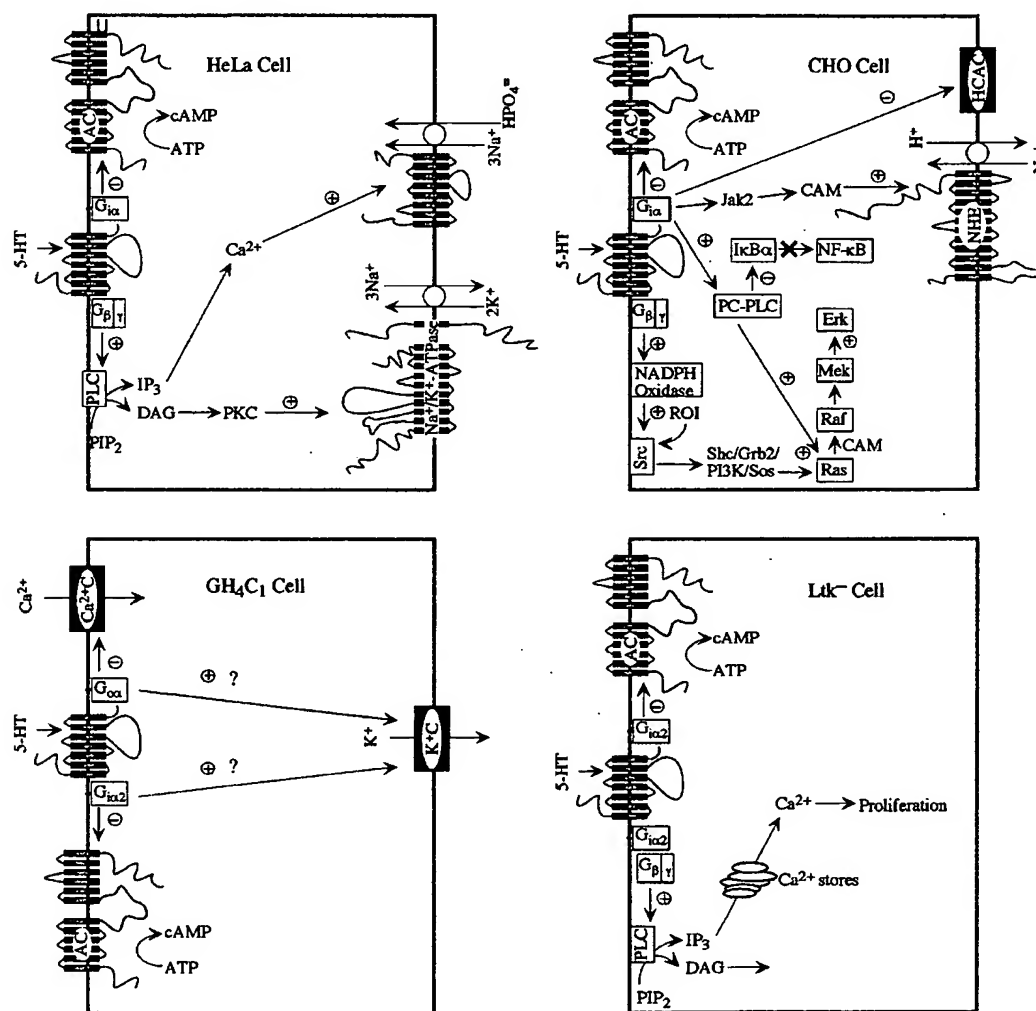 HeLa Cell
AC
cAMP
ATP
⊖
Giα
5-HT
Gβ γ
⊕
PLC
IP3
DAG
PKC
⊕
PIP2
Ca2+
⊕
HPO4=
3Na+
3Na+
2K+
Na+/K+-ATPase
CHO Cell
AC
cAMP
ATP
⊖
Giα
⊖
HCAC
H+
Jak2
CAM
⊕
NHE
5-HT
⊕
IκBα
NF-κB
⊖
PC-PLC
Gβ γ
⊕
NADPH
Oxidase
⊕ ROI
Src
Shc/Grb2/
PI3K/Sos
⊕
⊕
Erk
⊕
Mek
Raf
CAM
Ras
GH4C1 Cell
Ca2+
Ca2+C
⊖
Goα
⊕ ?
5-HT
K+
K+C
⊕ ?
Giα2
⊖
AC
cAMP
ATP
Ltk– Cell
AC
cAMP
ATP
⊖
Giα2
5-HT
Giα2
Gβ γ
⊕
PLC
IP3
DAG
PIP2
Ca2+
Proliferation
Ca2+ stores